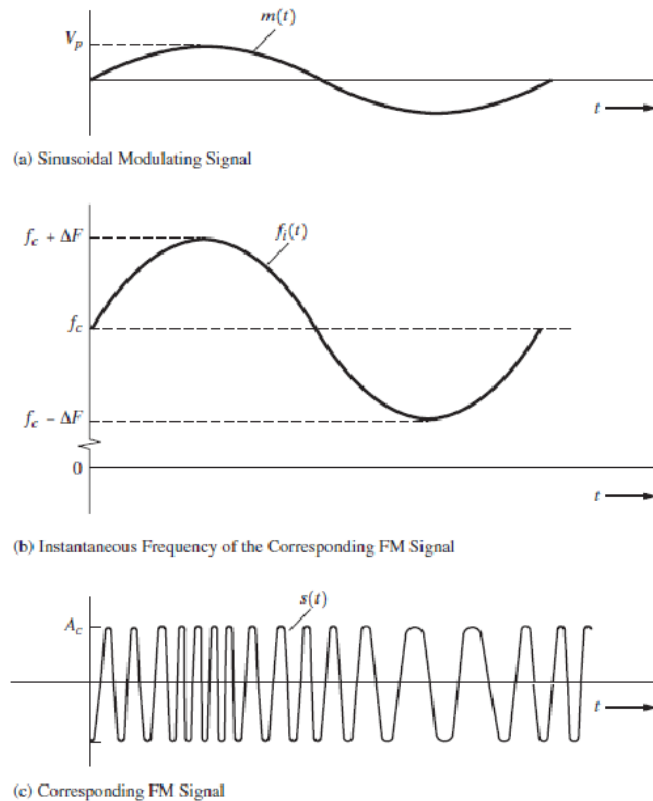 m(t)
V_p
t
(a) Sinusoidal Modulating Signal
f_c + ΔF
f_i(t)
f_c
f_c − ΔF
0
t
(b) Instantaneous Frequency of the Corresponding FM Signal
s(t)
A_c
t
(c) Corresponding FM Signal